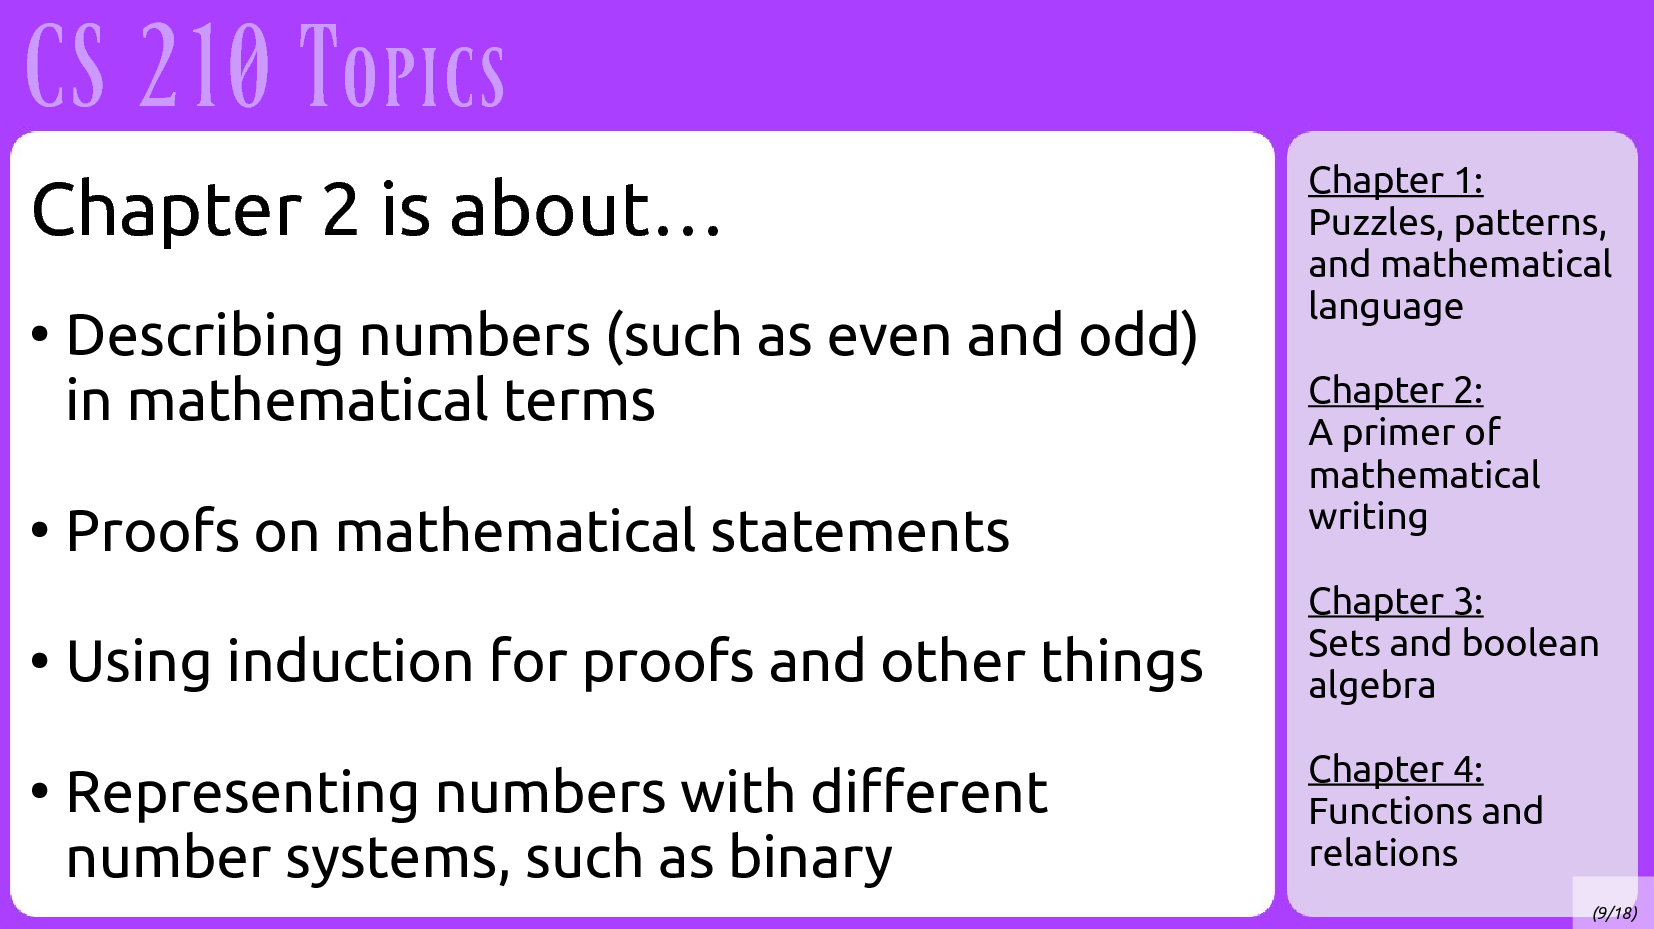 CS 210 Topics
Chapter 2 is about…
• Describing numbers (such as even and odd)
in mathematical terms
• Proofs on mathematical statements
• Using induction for proofs and other things
• Representing numbers with different
number systems, such as binary
Chapter 1:
Puzzles, patterns,
and mathematical
language
Chapter 2:
A primer of
mathematical
writing
Chapter 3:
Sets and boolean
algebra
Chapter 4:
Functions and
relations
(9/18)